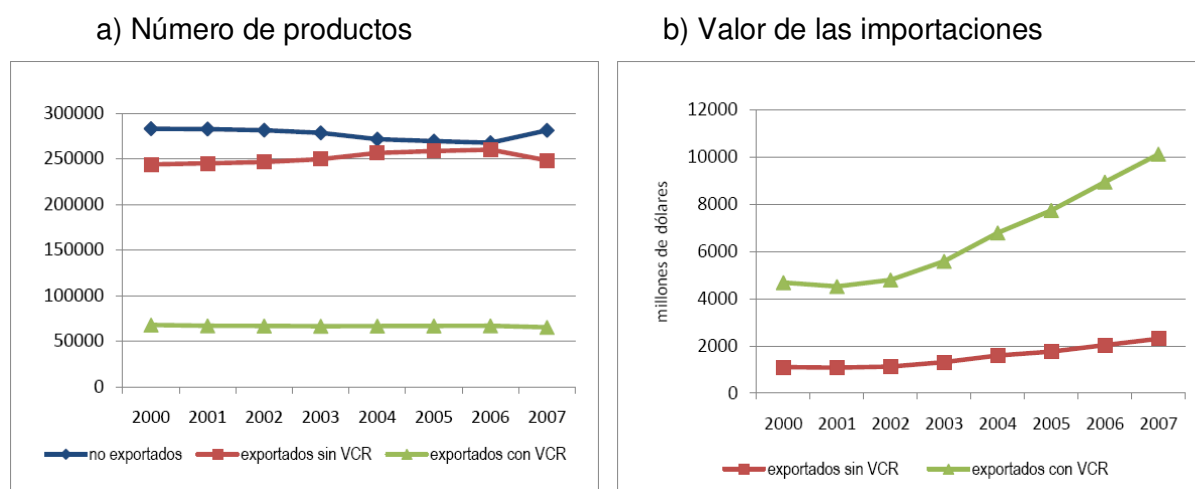 a) Número de productos
300000
250000
200000
150000
100000
50000
0
2000 2001 2002 2003 2004 2005 2006 2007
no exportados exportados sin VCR exportados con VCR
b) Valor de las importaciones
millones de dólares
12000
10000
8000
6000
4000
2000
0
2000 2001 2002 2003 2004 2005 2006 2007
exportados sin VCR exportados con VCR